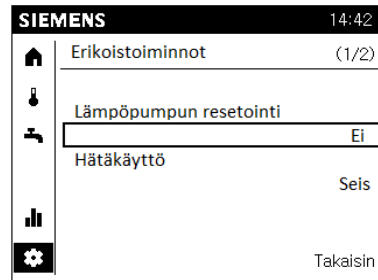 SIEMENS 14:42
Erikoistoiminnot (1/2)
Lämpöpumpun resetointi
Ei
Hätäkäyttö
Seis
Takaisin